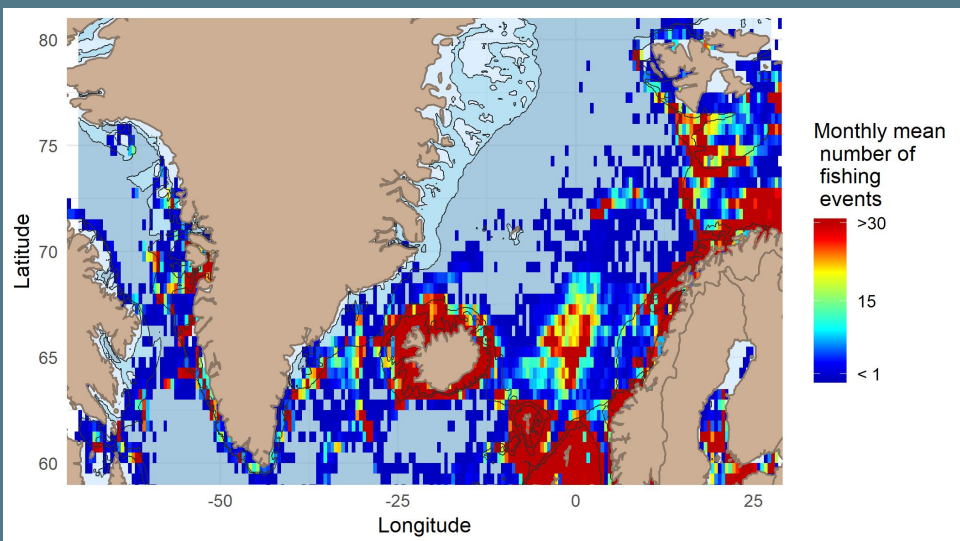 80
75
70
65
60
Latitude
-50
-25
0
25
Longitude
Monthly mean
number of
fishing
events
>30
15
< 1